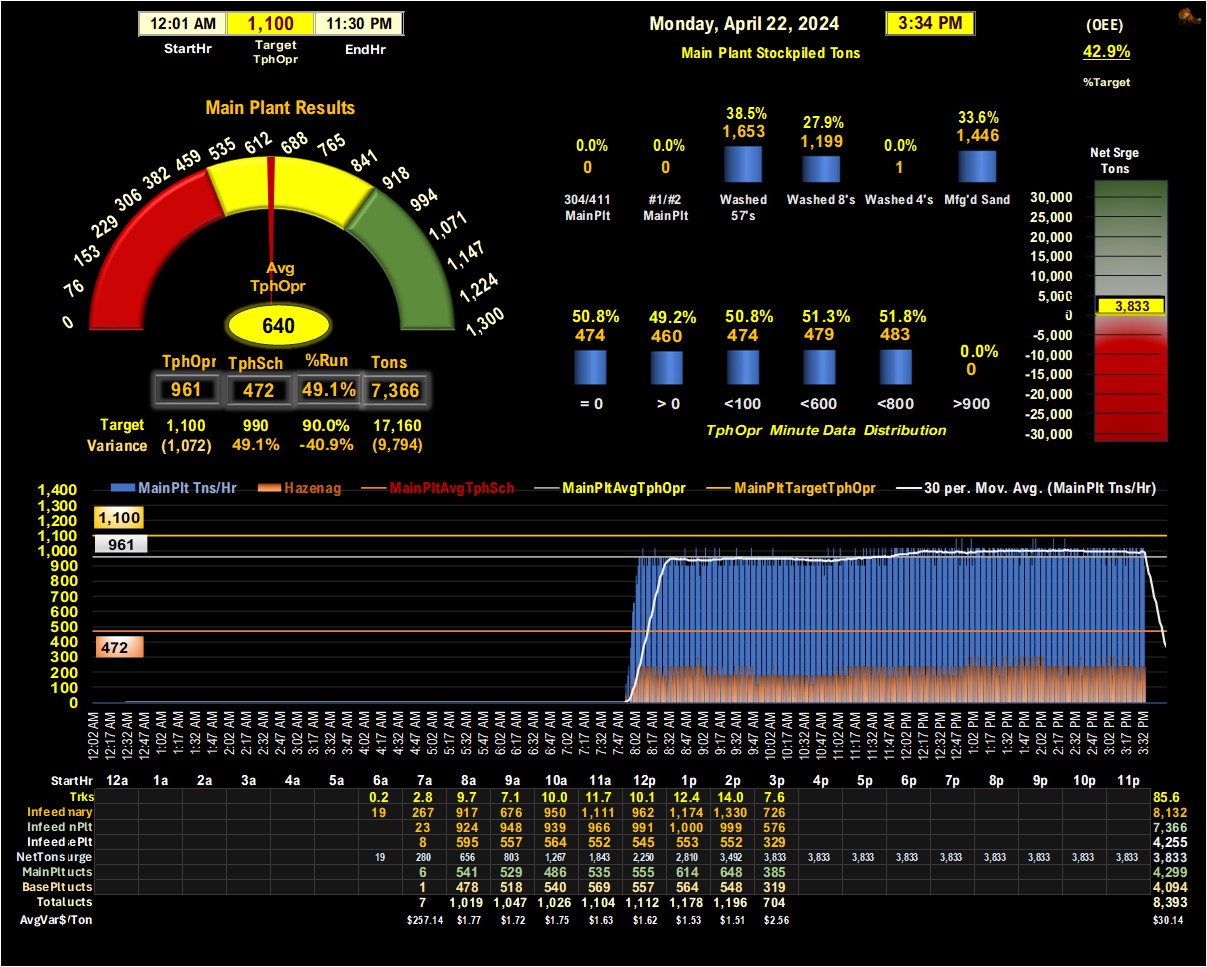 12:01 AM 1,100 11:30 PM
StartHr Target TphOpr EndHr
Monday, April 22, 2024 3:34 PM
Main Plant Stockpiled Tons
(OEE)
42.9%
%Target
Main Plant Results
0 76 153 229 306 382 459 535 612 688 765 841 918 994 1,071 1,147 1,224 1,300
Avg
TphOpr
640
TphOpr TphSch %Run Tons
961 472 49.1% 7,366
Target 1,100 990 90.0% 17,160
Variance (1,072) 49.1% -40.9% (9,794)
0.0% 0.0% 38.5% 27.9% 0.0% 33.6%
0 0 1,653 1,199 1 1,446
304/411 MainPlt #1/#2 MainPlt Washed 57's Washed 8's Washed 4's Mfg'd Sand
50.8% 49.2% 50.8% 51.3% 51.8% 0.0%
474 460 474 479 483 0
= 0 > 0 <100 <600 <800 >900
TphOpr Minute Data Distribution
Net Srge
Tons
30,000
25,000
20,000
15,000
10,000
5,000
3,833
0
-5,000
-10,000
-15,000
-20,000
-25,000
-30,000
MainPlt Tns/Hr Hazenag MainPltAvgTphSch MainPltAvgTphOpr MainPltTargetTphOpr 30 per. Mov. Avg. (MainPlt Tns/Hr)
1,400
1,300
1,200
1,100
1,000
900
800
700
600
500
400
300
200
100
0
1,100
961
472
12:02 AM 12:17 AM 12:32 AM 12:47 AM 1:02 AM 1:17 AM 1:32 AM 1:47 AM 2:02 AM 2:17 AM 2:32 AM 2:47 AM 3:02 AM 3:17 AM 3:32 AM 3:47 AM 4:02 AM 4:17 AM 4:32 AM 4:47 AM 5:02 AM 5:17 AM 5:32 AM 5:47 AM 6:02 AM 6:17 AM 6:32 AM 6:47 AM 7:02 AM 7:17 AM 7:32 AM 7:47 AM 8:02 AM 8:17 AM 8:32 AM 8:47 AM 9:02 AM 9:17 AM 9:32 AM 9:47 AM 10:02 AM 10:17 AM 10:32 AM 10:47 AM 11:02 AM 11:17 AM 11:32 AM 11:47 AM 12:02 PM 12:17 PM 12:32 PM 12:47 PM 1:02 PM 1:17 PM 1:32 PM 1:47 PM 2:02 PM 2:17 PM 2:32 PM 2:47 PM 3:02 PM 3:17 PM 3:32 PM
StartHr 12a 1a 2a 3a 4a 5a 6a 7a 8a 9a 10a 11a 12p 1p 2p 3p 4p 5p 6p 7p 8p 9p 10p 11p
Trks 0.2 2.8 9.7 7.1 10.0 11.7 10.1 12.4 14.0 7.6 85.6
Infeed mary 19 267 917 676 950 1,111 962 1,174 1,330 726 8,132
Infeed nPlt 23 924 948 939 966 991 1,000 999 576 7,366
Infeed ePlt 8 595 557 564 552 545 553 552 329 4,255
NetTons urge 19 280 656 803 1,267 1,843 2,250 2,810 3,492 3,833 3,833 3,833 3,833 3,833 3,833 3,833 3,833 3,833 3,833
MainPlt ucts 6 541 529 486 535 555 614 648 385 4,299
BasePlt ucts 1 478 518 540 569 557 564 548 319 4,094
Total ucts 7 1,019 1,047 1,026 1,104 1,112 1,178 1,196 704 8,393
AvgVar$/Ton $257.14 $1.77 $1.72 $1.75 $1.63 $1.62 $1.53 $1.51 $2.56 $30.14